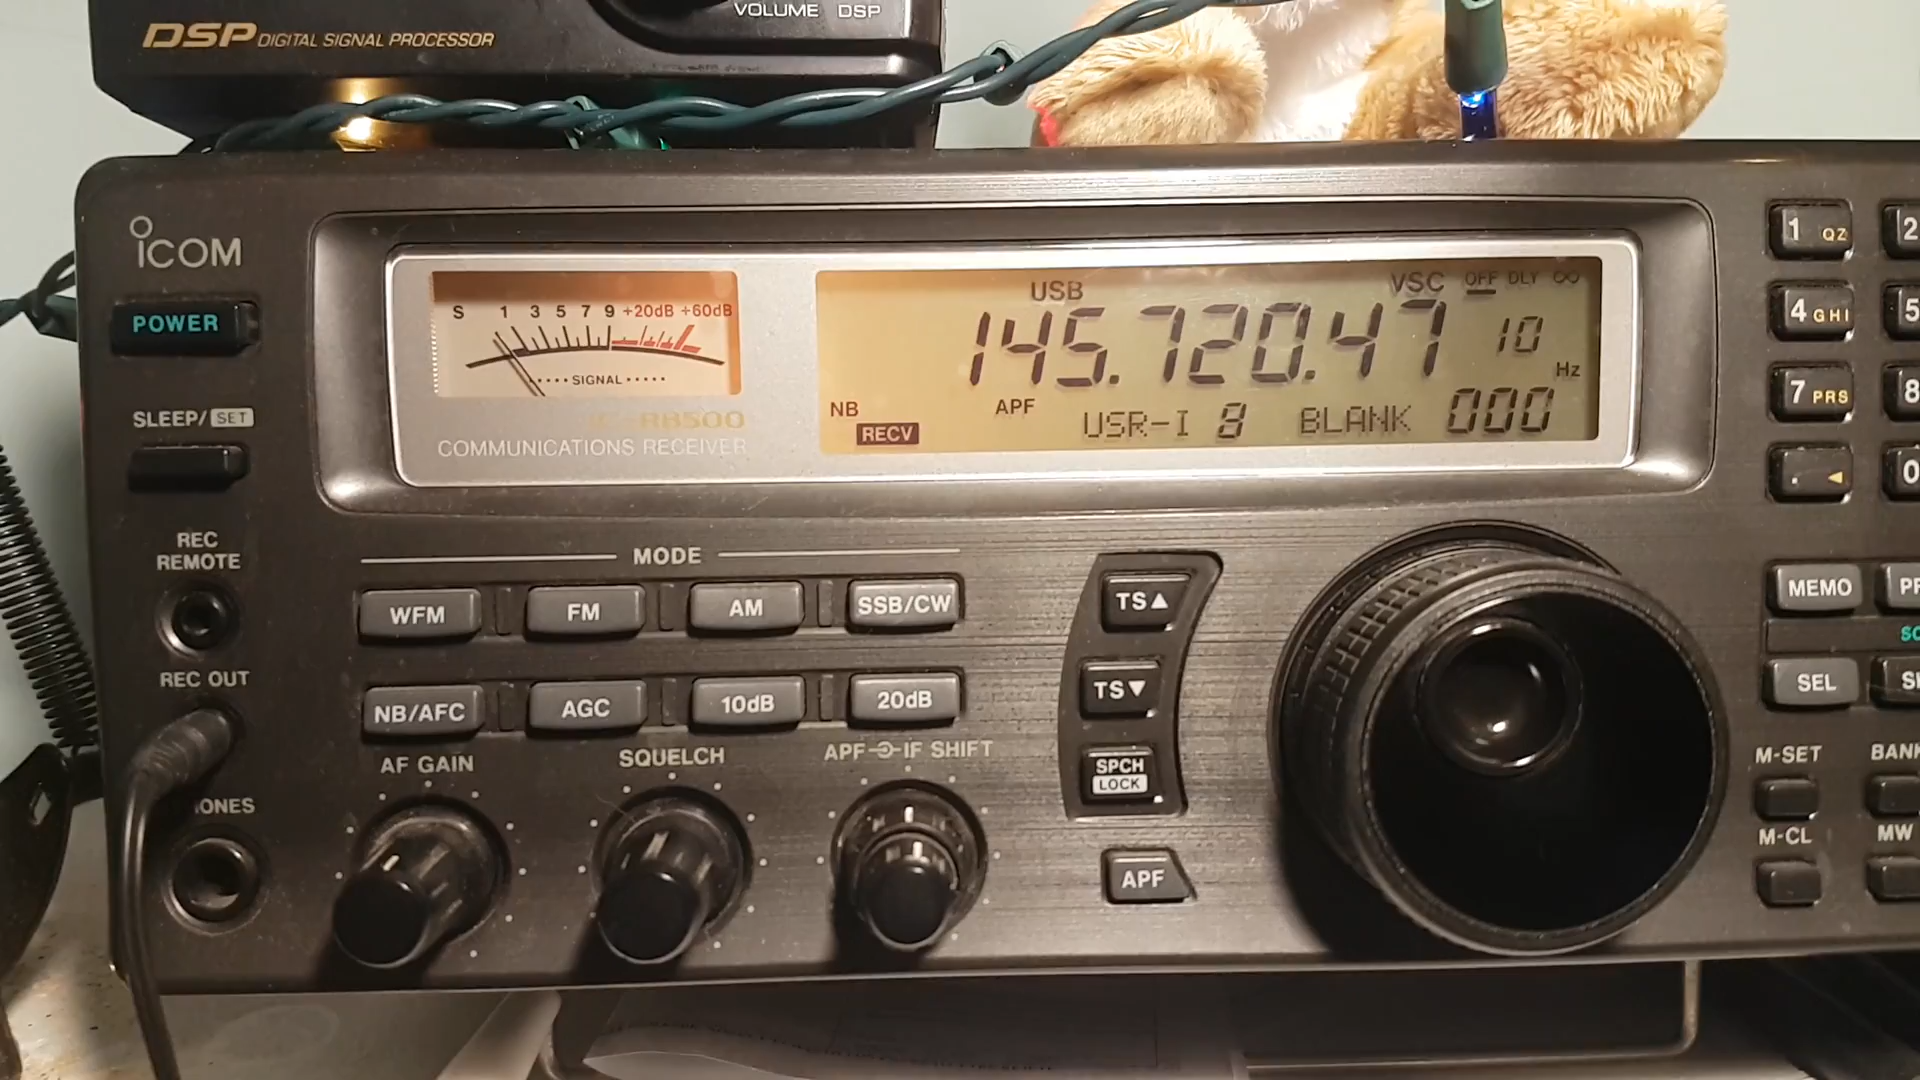 VOLUME DSP
DSP DIGITAL SIGNAL PROCESSOR
ICOM
POWER
SLEEP/SET
REC REMOTE
REC OUT
S 1 3 5 7 9 +20dB +60dB
SIGNAL
IC-R8500
COMMUNICATIONS RECEIVER
USB
VSC OFF DLY ∞
145.720.47 10
Hz
NB APF
RECV
USR-I 8 BLANK 000
MODE
WFM FM AM SSB/CW
NB/AFC AGC 10dB 20dB
AF GAIN SQUELCH APF IF SHIFT
TS▲
TS▼
SPCH
LOCK
APF
1 QZ 2
4 GHI 5
7 PRS 8
. ◄ 0
MEMO
SEL
M-SET BANK
M-CL MW